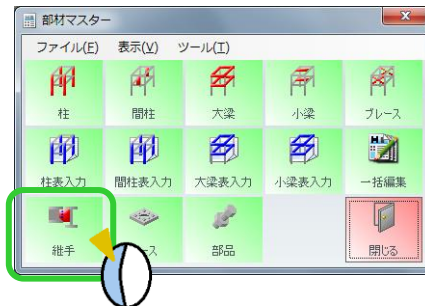 部材マスター
ファイル(F) 表示(V) ツール(T)
柱 間柱 大梁 小梁 ブレース
柱表入力 間柱表入力 大梁表入力 小梁表入力 一括編集
継手 ース 部品 閉じる